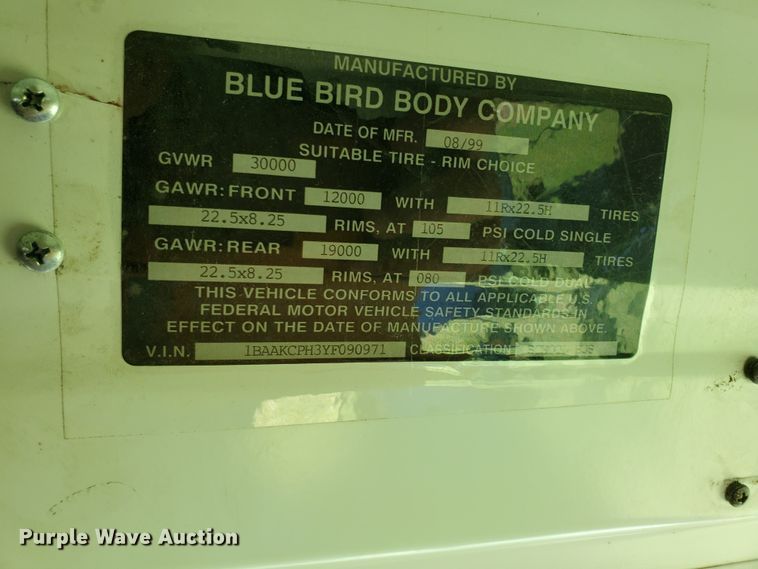 MANUFACTURED BY
BLUE BIRD BODY COMPANY
DATE OF MFR. 08/99
SUITABLE TIRE - RIM CHOICE
GVWR 30000
GAWR: FRONT 12000 WITH 11Rx22.5H TIRES
22.5x8.25 RIMS, AT 105 PSI COLD SINGLE
GAWR: REAR 19000 WITH 11Rx22.5H TIRES
22.5x8.25 RIMS, AT 080 PSI COLD DUAL
THIS VEHICLE CONFORMS TO ALL APPLICABLE U.S.
FEDERAL MOTOR VEHICLE SAFETY STANDARDS IN
EFFECT ON THE DATE OF MANUFACTURE SHOWN ABOVE.
V.I.N. 1BAAKCPH3YF090971 CLASSIFICATION
Purple Wave Auction